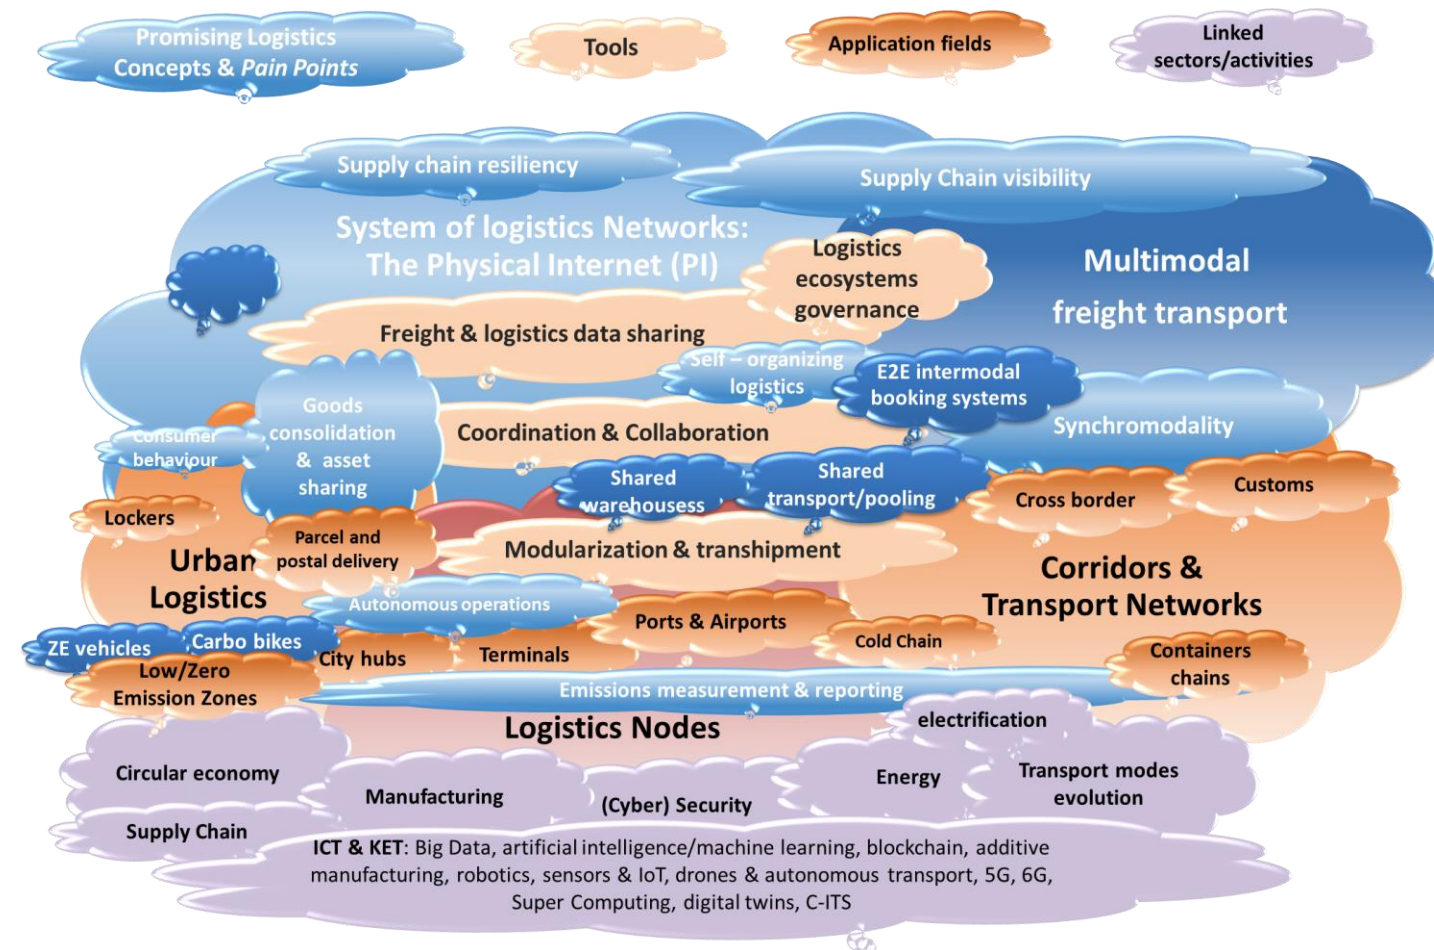 Promising Logistics
Concepts & Pain Points
Tools
Application fields
Linked
sectors/activities
Supply chain resiliency
Supply Chain visibility
System of logistics Networks:
The Physical Internet (PI)
Logistics
ecosystems
governance
Multimodal
freight transport
Freight & logistics data sharing
Self – organizing
logistics
E2E intermodal
booking systems
Goods
consolidation
& asset
sharing
Consumer
behaviour
Coordination & Collaboration
Synchromodality
Shared
warehousess
Shared
transport/pooling
Cross border
Customs
Lockers
Parcel and
postal delivery
Modularization & transhipment
Urban
Logistics
Corridors &
Transport Networks
Autonomous operations
Ports & Airports
ZE vehicles
Carbo bikes
City hubs
Terminals
Cold Chain
Containers
chains
Low/Zero
Emission Zones
Emissions measurement & reporting
Logistics Nodes
electrification
Circular economy
Manufacturing
(Cyber) Security
Energy
Transport modes
evolution
Supply Chain
ICT & KET: Big Data, artificial intelligence/machine learning, blockchain, additive
manufacturing, robotics, sensors & IoT, drones & autonomous transport, 5G, 6G,
Super Computing, digital twins, C-ITS